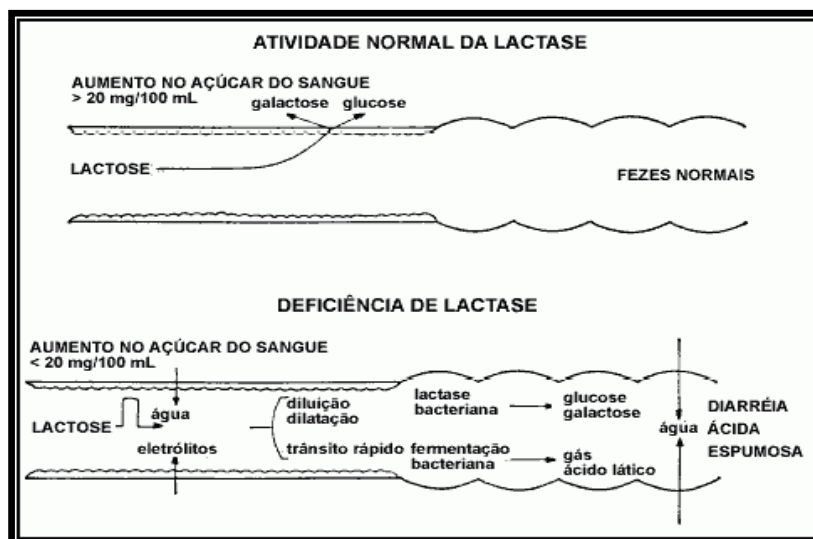 ATIVIDADE NORMAL DA LACTASE
AUMENTO NO AÇÚCAR DO SANGUE
> 20 mg/100 mL
galactose glucose
LACTOSE
FEZES NORMAIS
DEFICIÊNCIA DE LACTASE
AUMENTO NO AÇÚCAR DO SANGUE
< 20 mg/100 mL
LACTOSE
água
eletrólitos
diluição
dilatação
trânsito rápido
lactase
bacteriana
glucose
galactose
fermentação
bacteriana
gás
ácido lático
água
DIARRÉIA
ÁCIDA
ESPUMOSA